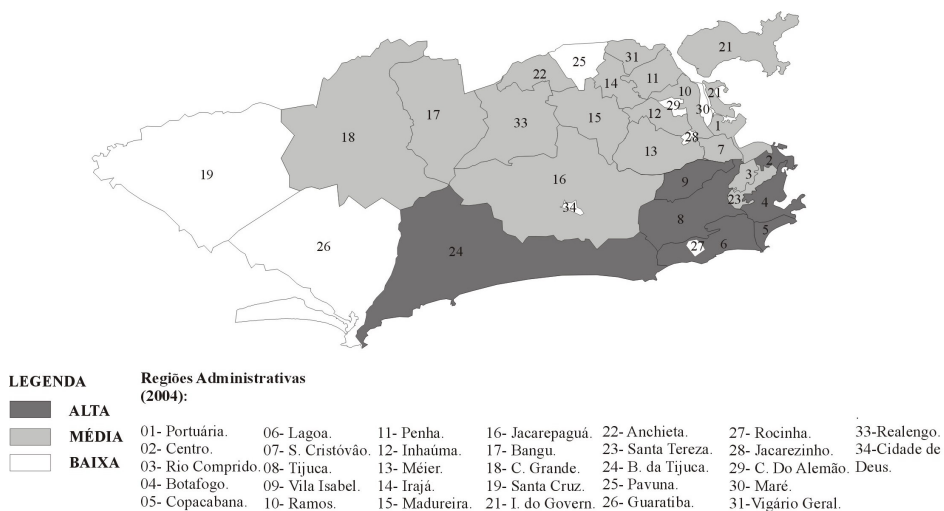 31
21
25
22
11
14
10
21
29
30
17
33
15
12
1
18
28
13
7
2
19
16
9
3
34
23
4
8
5
26
24
27
6
LEGENDA
ALTA
MÉDIA
BAIXA
Regiões Administrativas
(2004):
01- Portuária.
02- Centro.
03- Rio Comprido.
04- Botafogo.
05- Copacabana.
06- Lagoa.
07- S. Cristóvâo.
08- Tijuca.
09- Vila Isabel.
10- Ramos.
11- Penha.
12- Inhaúma.
13- Méier.
14- Irajá.
15- Madureira.
16- Jacarepaguá.
17- Bangu.
18- C. Grande.
19- Santa Cruz.
21- I. do Govern.
22- Anchieta.
23- Santa Tereza.
24- B. da Tijuca.
25- Pavuna.
26- Guaratiba.
27- Rocinha.
28- Jacarezinho.
29- C. Do Alemão.
30- Maré.
31-Vigário Geral.
33-Realengo.
34-Cidade de
Deus.